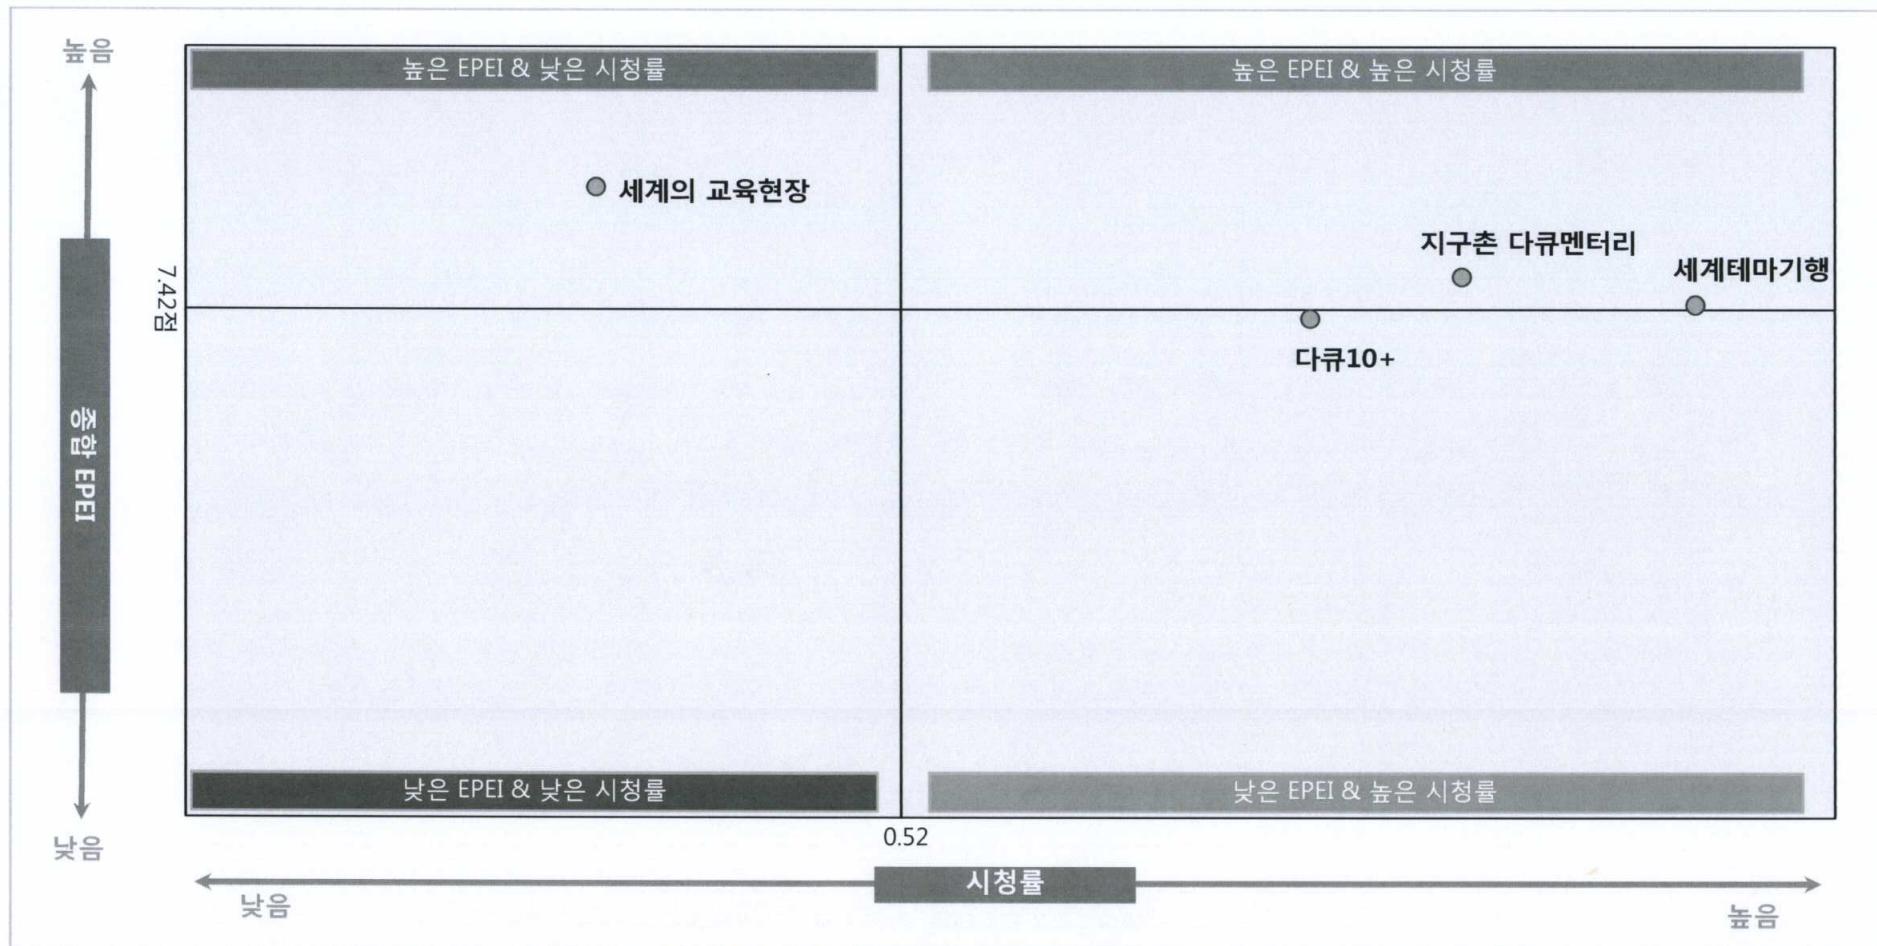 높음
높은 EPEI & 낮은 시청률
높은 EPEI & 높은 시청률
세계의 교육현장
지구촌 다큐멘터리
세계테마기행
7.42점
다큐10+
종합 EPEI
낮은 EPEI & 낮은 시청률
낮은 EPEI & 높은 시청률
0.52
낮음
시청률
낮음
높음